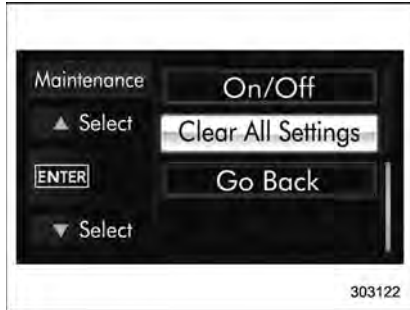 Maintenance
On/Off
▲ Select
Clear All Settings
ENTER
Go Back
▼ Select
303122